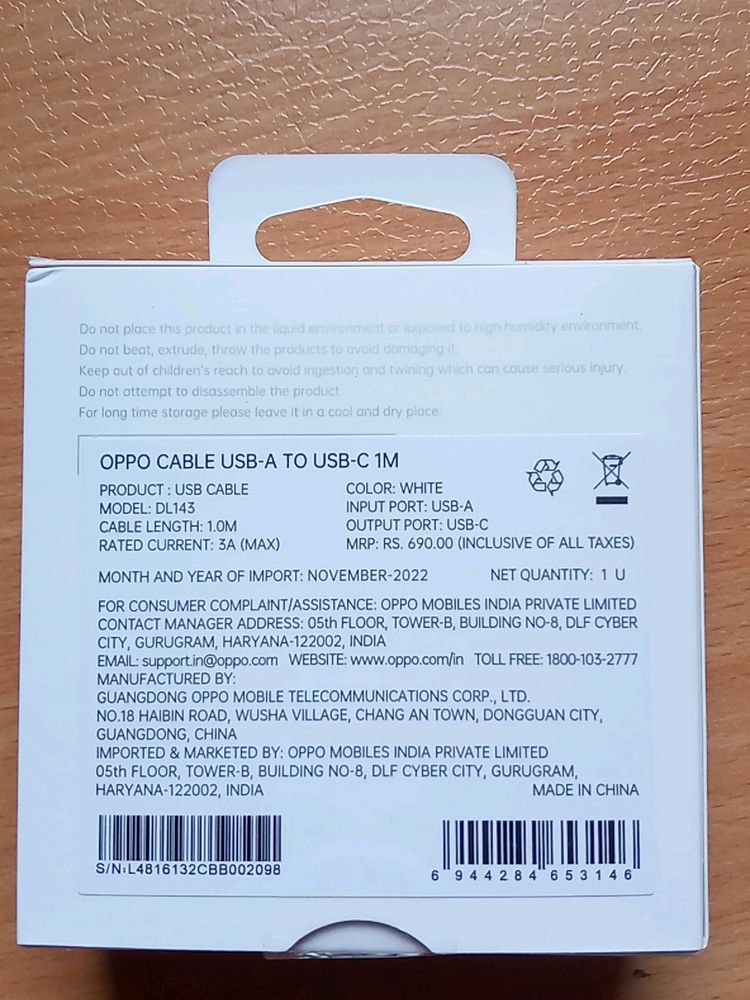 Do not place this product in the liquid environment or exposed to high humidity environment.
Do not beat, extrude, throw the products to avoid damaging it.
Keep out of children's reach to avoid ingestion and twining which can cause serious injury.
Do not attempt to disassemble the product.
For long time storage please leave it in a cool and dry place.
OPPO CABLE USB-A TO USB-C 1M
PRODUCT : USB CABLE COLOR: WHITE
MODEL: DL143 INPUT PORT: USB-A
CABLE LENGTH: 1.0M OUTPUT PORT: USB-C
RATED CURRENT: 3A (MAX) MRP: RS. 690.00 (INCLUSIVE OF ALL TAXES)
MONTH AND YEAR OF IMPORT: NOVEMBER-2022 NET QUANTITY: 1 U
FOR CONSUMER COMPLAINT/ASSISTANCE: OPPO MOBILES INDIA PRIVATE LIMITED
CONTACT MANAGER ADDRESS: 05th FLOOR, TOWER-B, BUILDING NO-8, DLF CYBER
CITY, GURUGRAM, HARYANA-122002, INDIA
EMAIL: support.in@oppo.com WEBSITE: www.oppo.com/in TOLL FREE: 1800-103-2777
MANUFACTURED BY:
GUANGDONG OPPO MOBILE TELECOMMUNICATIONS CORP., LTD.
NO.18 HAIBIN ROAD, WUSHA VILLAGE, CHANG AN TOWN, DONGGUAN CITY,
GUANGDONG, CHINA
IMPORTED & MARKETED BY: OPPO MOBILES INDIA PRIVATE LIMITED
05th FLOOR, TOWER-B, BUILDING NO-8, DLF CYBER CITY, GURUGRAM,
HARYANA-122002, INDIA MADE IN CHINA
S/N:L4816132CBB002098 6 944284 653146